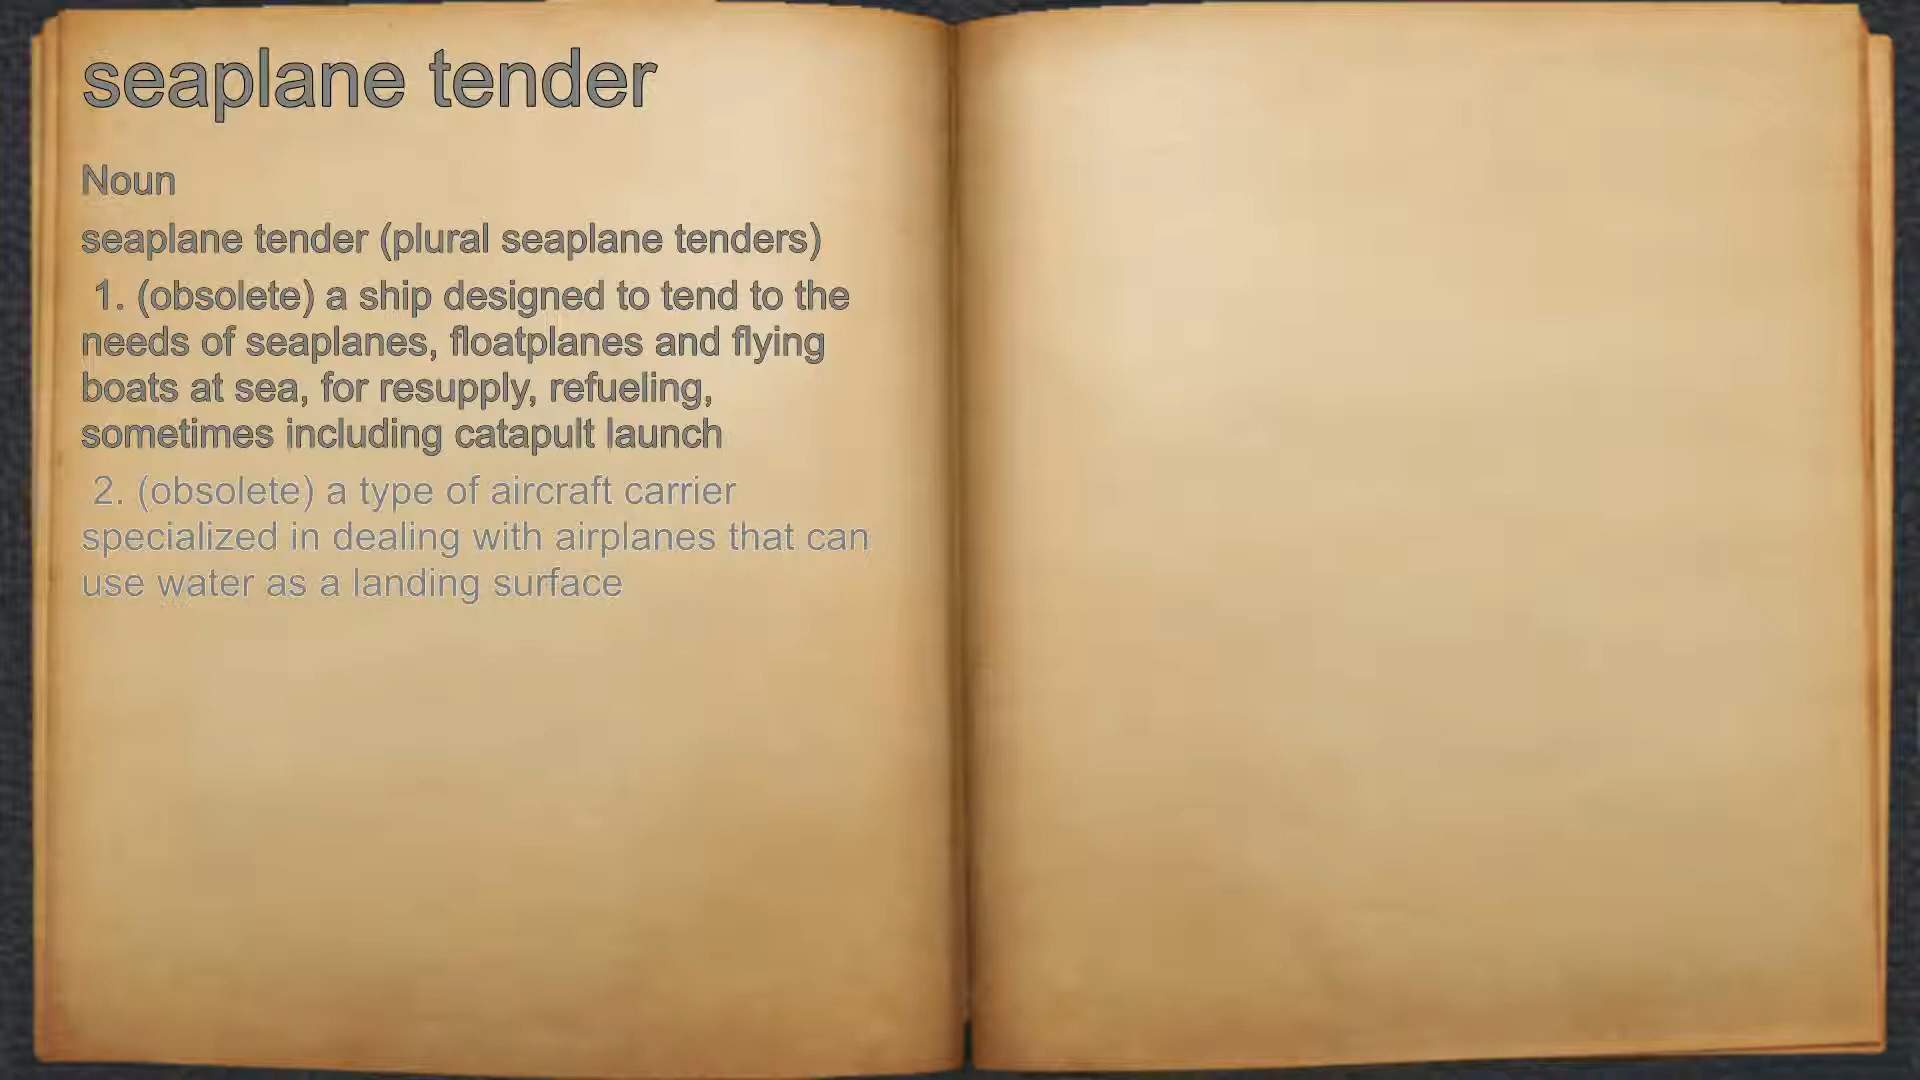 seaplane tender
Noun
seaplane tender (plural seaplane tenders)
1. (obsolete) a ship designed to tend to the
needs of seaplanes, floatplanes and flying
boats at sea, for resupply, refueling,
sometimes including catapult launch
2. (obsolete) a type of aircraft carrier
specialized in dealing with airplanes that can
use water as a landing surface